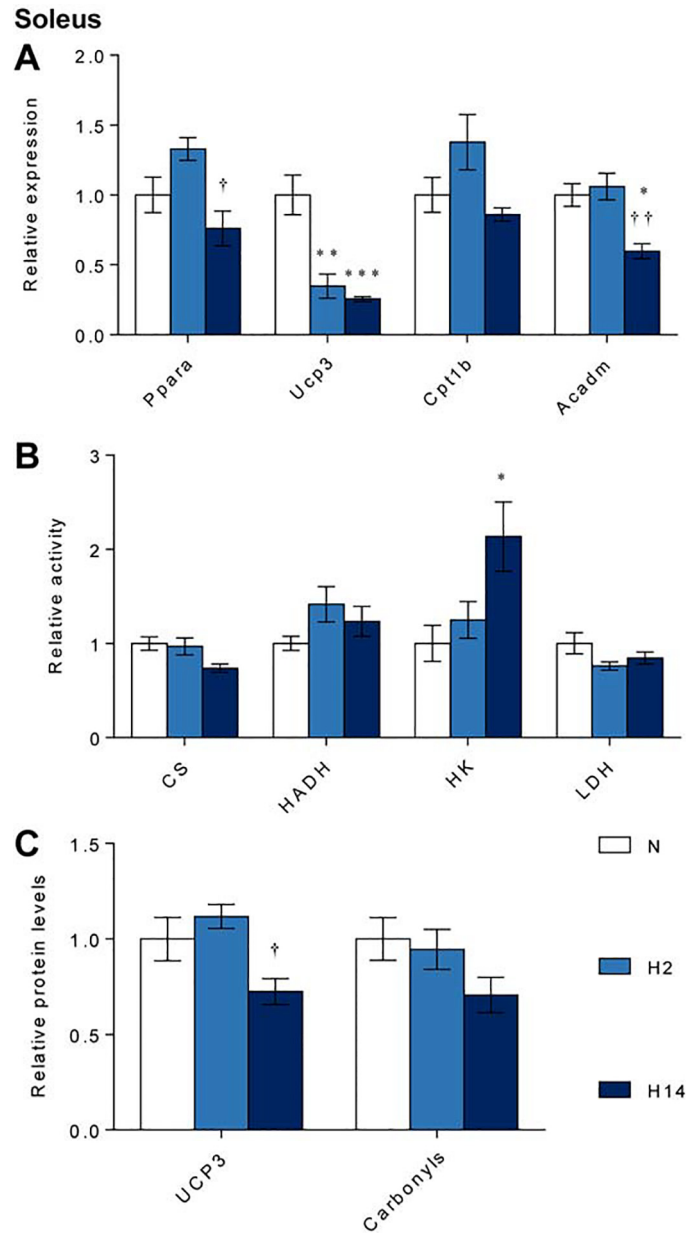 Soleus
A
Relative expression
2.0
1.5
1.0
0.5
0.0
†
* *
* * *
*
† †
Ppara
Ucp3
Cpt1b
Acadm
B
Relative activity
3
2
1
0
*
CS
HADH
HK
LDH
C
Relative protein levels
1.5
1.0
0.5
0.0
†
UCP3
Carbonyls
N
H2
H14